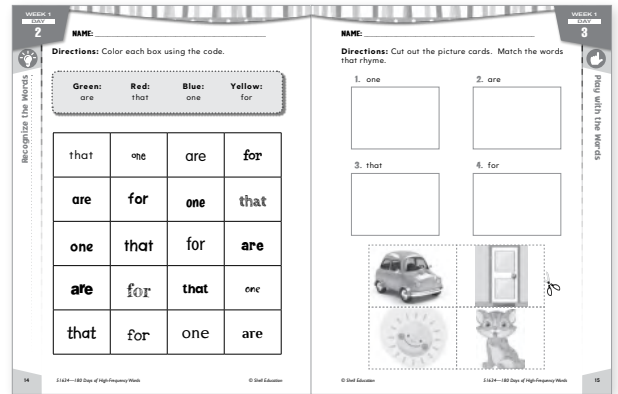 WEEK 1
DAY
2
NAME:
Directions: Color each box using the code.
Recognize the Words
Green: Red: Blue: Yellow:
are that one for
that one are for
are for one that
one that for are
are for that one
that for one are
14 51634—180 Days of High-Frequency Words © Shell Education
WEEK 1
DAY
3
NAME:
Directions: Cut out the picture cards. Match the words
that rhyme.
Play with the Words
1. one 2. are
3. that 4. for
© Shell Education 51634—180 Days of High-Frequency Words 15